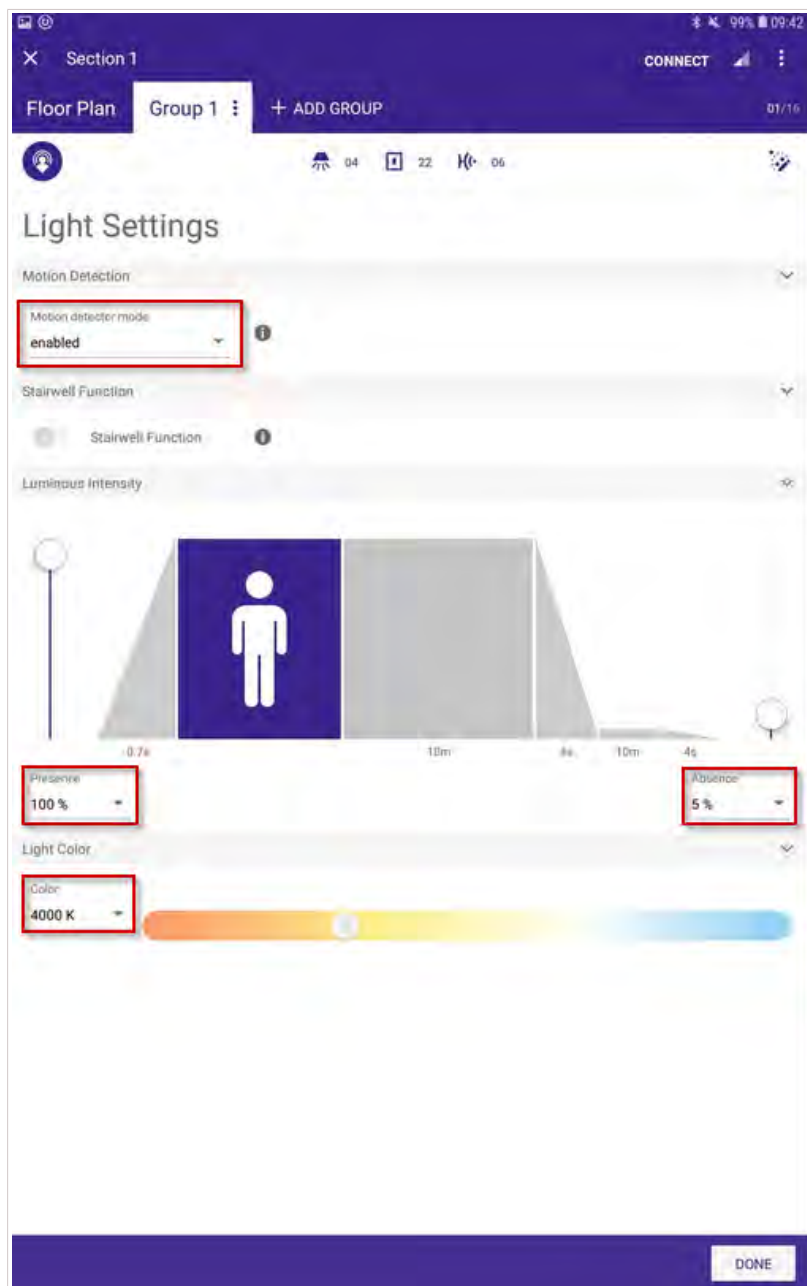 99% 09:42
Section 1 CONNECT
Floor Plan Group 1 + ADD GROUP 01/16
04 22 06
Light Settings
Motion Detection
Motion detector mode
enabled
Stairwell Function
Stairwell Function
Luminous Intensity
0.7s 10m 4s 10m 4s
Presence Absence
100 % 5 %
Light Color
Color
4000 K
DONE